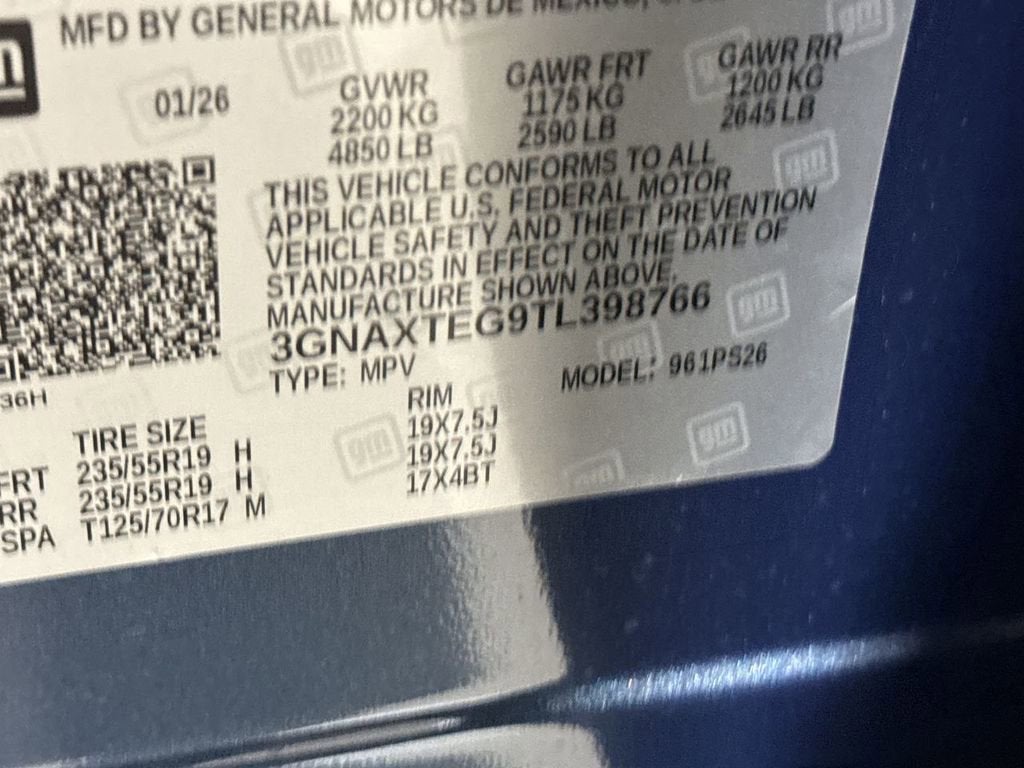 gm
MFD BY GENERAL MOTORS DE MEXICO,
01/26
GVWR GAWR FRT GAWR RR
2200 KG 1175 KG 1200 KG
4850 LB 2590 LB 2645 LB
THIS VEHICLE CONFORMS TO ALL
APPLICABLE U.S. FEDERAL MOTOR
VEHICLE SAFETY AND THEFT PREVENTION
STANDARDS IN EFFECT ON THE DATE OF
MANUFACTURE SHOWN ABOVE.
3GNAXTEG9TL398766
TYPE: MPV MODEL: 961PS26
36H
TIRE SIZE RIM
FRT 235/55R19 H 19X7.5J
RR 235/55R19 H 19X7.5J
SPA T125/70R17 M 17X4BT